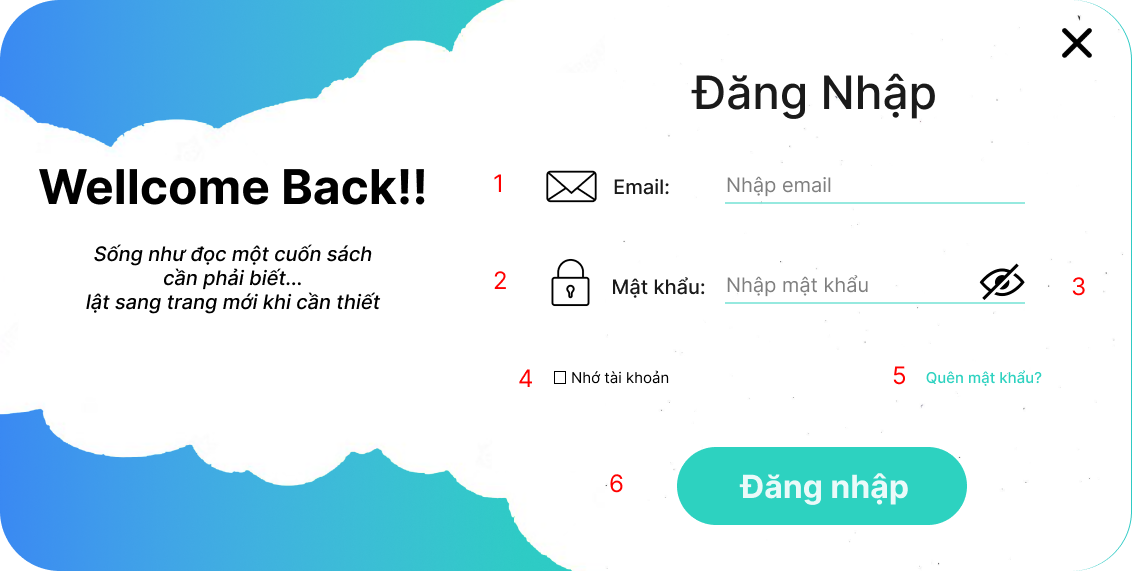 Wellcome Back!!
Sống như đọc một cuốn sách
cần phải biết...
lật sang trang mới khi cần thiết
Đăng Nhập
1 Email: Nhập email
2 Mật khẩu: Nhập mật khẩu 3
4 Nhớ tài khoản 5 Quên mật khẩu?
6 Đăng nhập